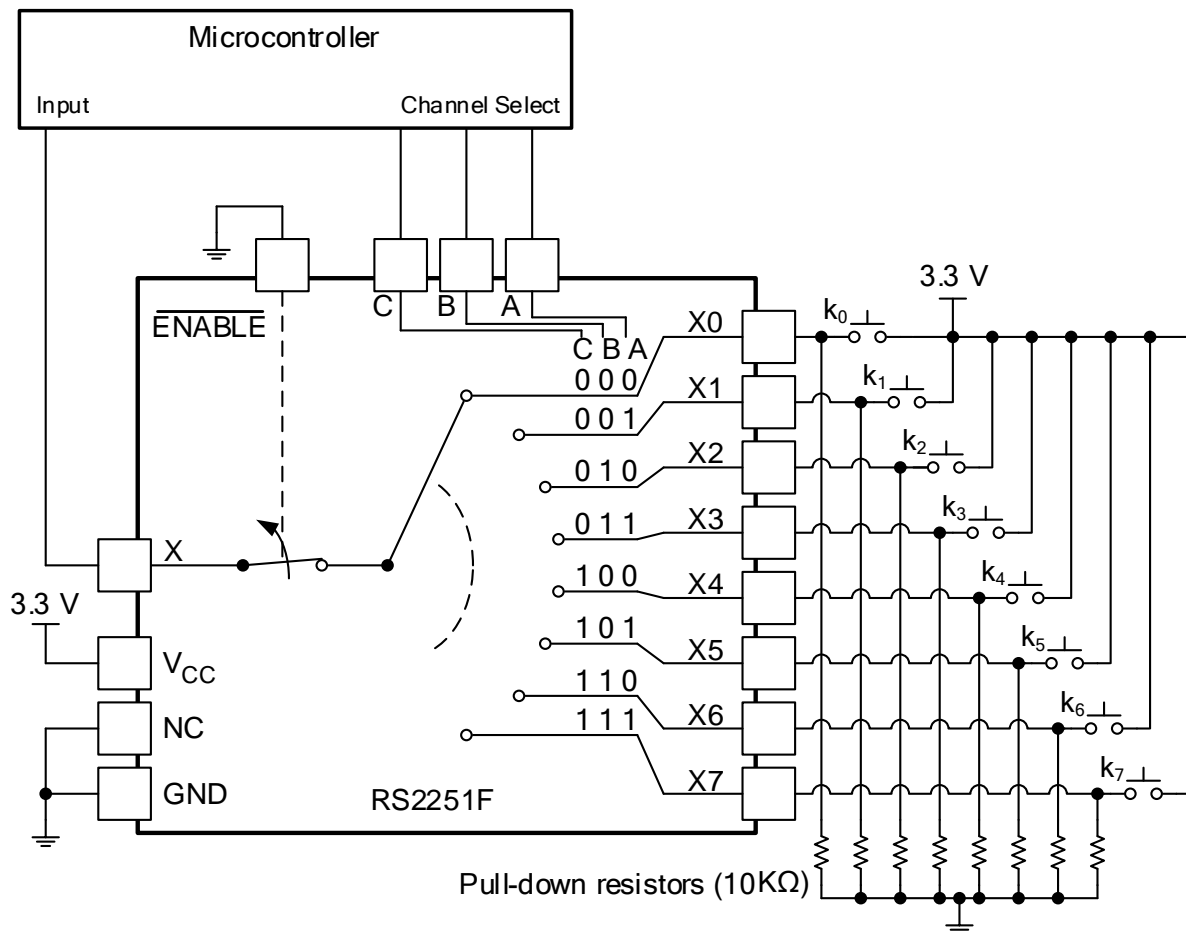 Microcontroller
Input
Channel Select
ENABLE
C
B
A
C B A
3.3 V
k0
X0
0 0 0
k1
X1
0 0 1
k2
X2
0 1 0
k3
X3
0 1 1
X
k4
X4
1 0 0
3.3 V
k5
X5
1 0 1
VCC
k6
X6
1 1 0
NC
1 1 1
k7
X7
GND
RS2251F
Pull-down resistors (10KΩ)